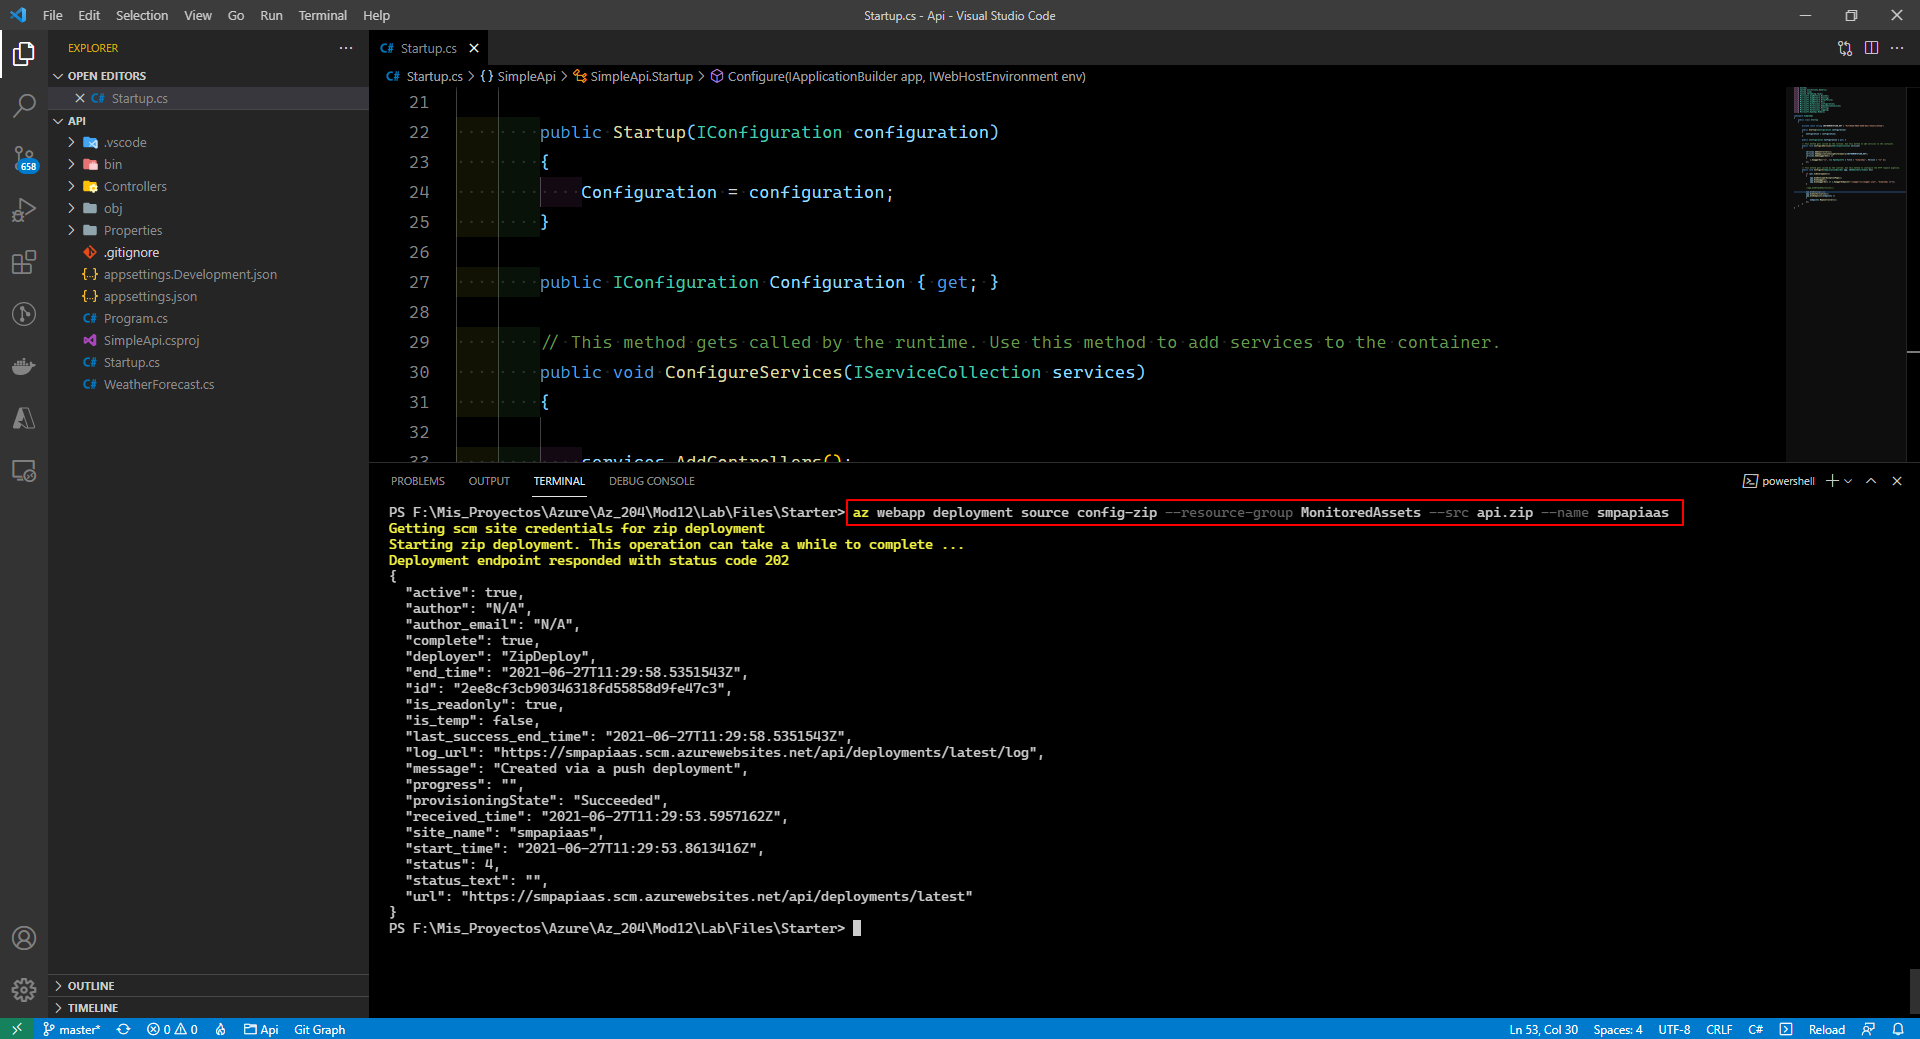 File Edit Selection View Go Run Terminal Help
Startup.cs - Api - Visual Studio Code
EXPLORER
OPEN EDITORS
C# Startup.cs
API
.vscode
bin
Controllers
obj
Properties
.gitignore
{..} appsettings.Development.json
{..} appsettings.json
C# Program.cs
SimpleApi.csproj
C# Startup.cs
C# WeatherForecast.cs
OUTLINE
TIMELINE
658
C# Startup.cs
C# Startup.cs > {} SimpleApi > SimpleApi.Startup > Configure(IApplicationBuilder app, IWebHostEnvironment env)
21
22 public Startup(IConfiguration configuration)
23 {
24 Configuration = configuration;
25 }
26
27 public IConfiguration Configuration { get; }
28
29 // This method gets called by the runtime. Use this method to add services to the container.
30 public void ConfigureServices(IServiceCollection services)
31 {
32
33 services.AddControllers();
PROBLEMS OUTPUT TERMINAL DEBUG CONSOLE
powershell
PS F:\Mis_Proyectos\Azure\Az_204\Mod12\Lab\Files\Starter> az webapp deployment source config-zip --resource-group MonitoredAssets --src api.zip --name smpapiaas
Getting scm site credentials for zip deployment
Starting zip deployment. This operation can take a while to complete ...
Deployment endpoint responded with status code 202
{
"active": true,
"author": "N/A",
"author_email": "N/A",
"complete": true,
"deployer": "ZipDeploy",
"end_time": "2021-06-27T11:29:58.5351543Z",
"id": "2ee8cf3cb90346318fd55858d9fe47c3",
"is_readonly": true,
"is_temp": false,
"last_success_end_time": "2021-06-27T11:29:58.5351543Z",
"log_url": "https://smpapiaas.scm.azurewebsites.net/api/deployments/latest/log",
"message": "Created via a push deployment",
"progress": "",
"provisioningState": "Succeeded",
"received_time": "2021-06-27T11:29:53.5957162Z",
"site_name": "smpapiaas",
"start_time": "2021-06-27T11:29:53.8613416Z",
"status": 4,
"status_text": "",
"url": "https://smpapiaas.scm.azurewebsites.net/api/deployments/latest"
}
PS F:\Mis_Proyectos\Azure\Az_204\Mod12\Lab\Files\Starter>
master* 0 0 Api Git Graph
Ln 53, Col 30 Spaces: 4 UTF-8 CRLF C# Reload